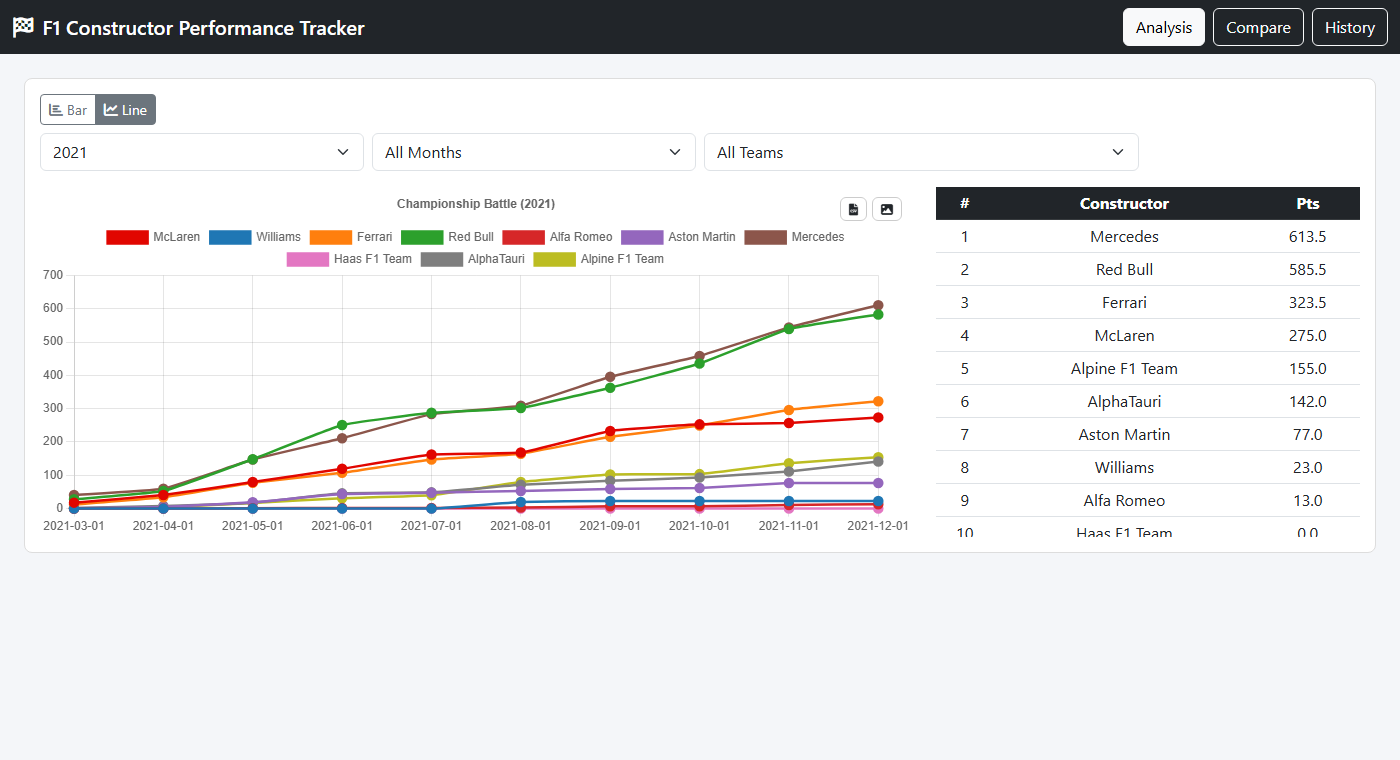 F1 Constructor Performance Tracker
Analysis Compare History
Bar Line
2021 All Months All Teams
Championship Battle (2021)
McLaren Williams Ferrari Red Bull Alfa Romeo Aston Martin Mercedes
Haas F1 Team AlphaTauri Alpine F1 Team
700
600
500
400
300
200
100
0
2021-03-01 2021-04-01 2021-05-01 2021-06-01 2021-07-01 2021-08-01 2021-09-01 2021-10-01 2021-11-01 2021-12-01
# Constructor Pts
1 Mercedes 613.5
2 Red Bull 585.5
3 Ferrari 323.5
4 McLaren 275.0
5 Alpine F1 Team 155.0
6 AlphaTauri 142.0
7 Aston Martin 77.0
8 Williams 23.0
9 Alfa Romeo 13.0
10 Haas F1 Team 0.0